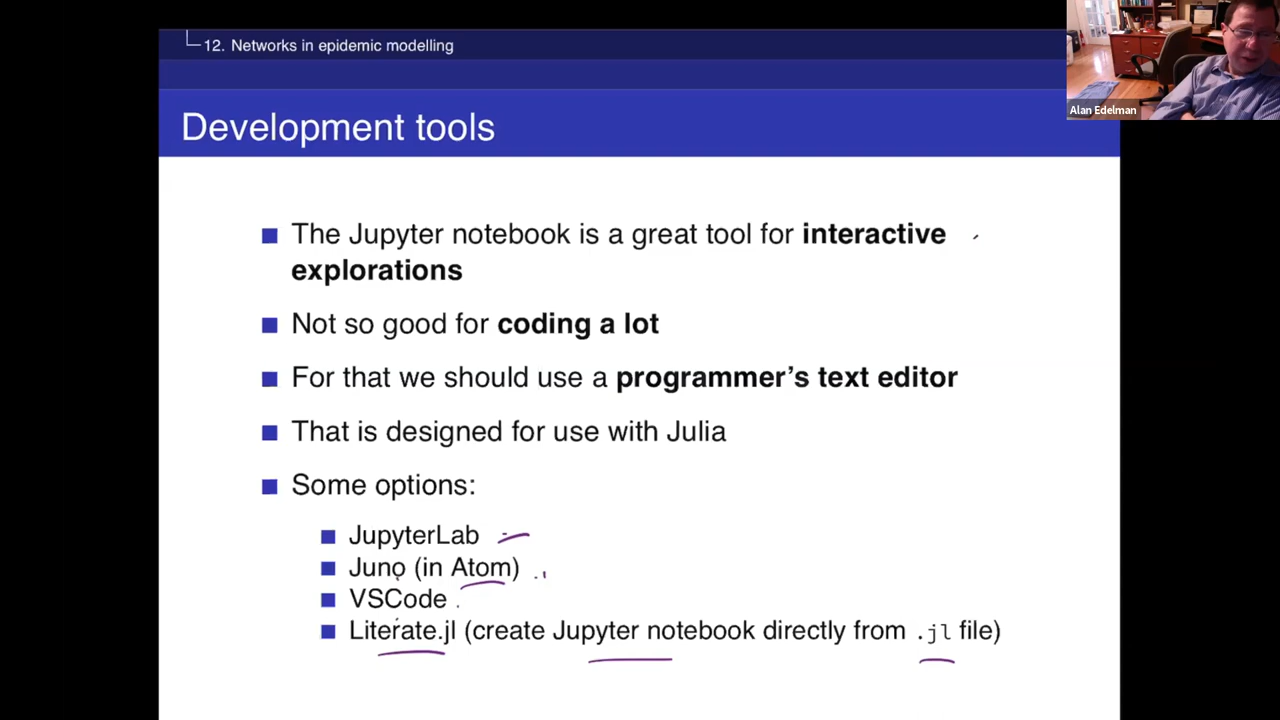 12. Networks in epidemic modelling
Alan Edelman
Development tools
The Jupyter notebook is a great tool for interactive
explorations
Not so good for coding a lot
For that we should use a programmer's text editor
That is designed for use with Julia
Some options:
JupyterLab
Juno (in Atom)
VSCode
Literate.jl (create Jupyter notebook directly from .jl file)